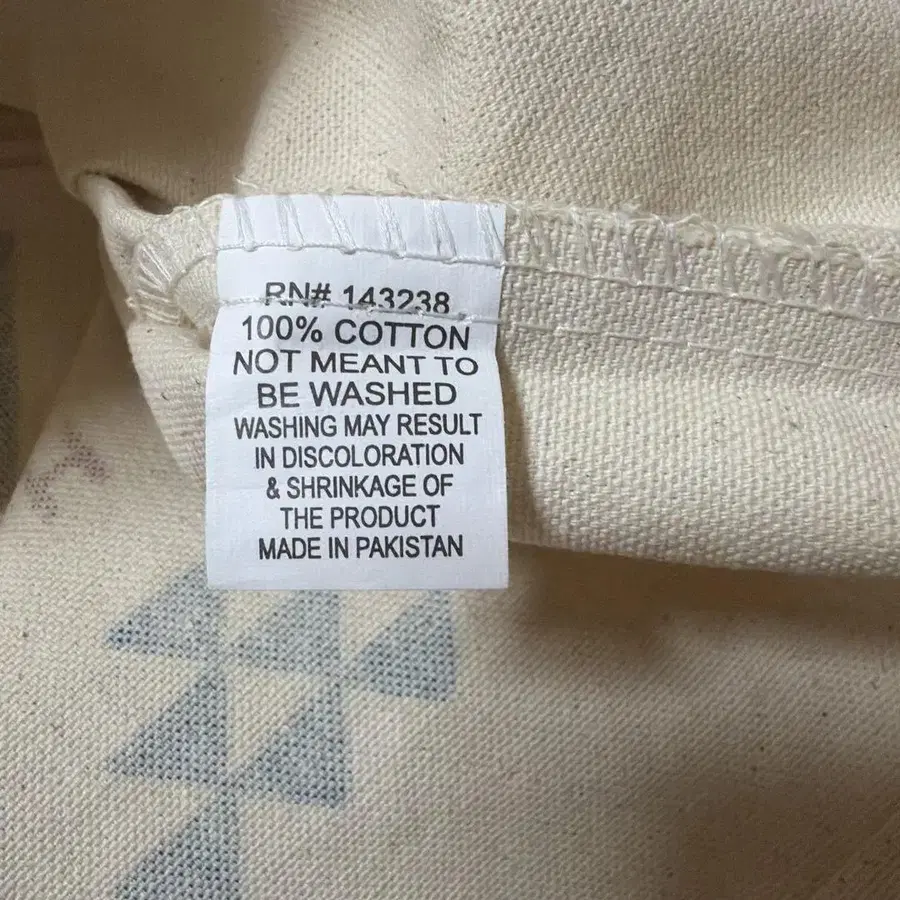 RN# 143238
100% COTTON
NOT MEANT TO
BE WASHED
WASHING MAY RESULT
IN DISCOLORATION
& SHRINKAGE OF
THE PRODUCT
MADE IN PAKISTAN